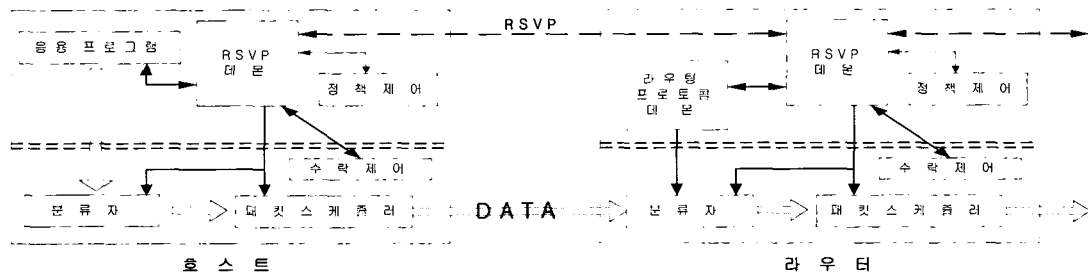 RSVP
응용 프로그램
RSVP
데몬
정책제어
수락제어
분류자
패킷스케쥴러
호스트
DATA
RSVP
데몬
라우팅
프로토콜
데몬
정책제어
수락제어
분류자
패킷스케쥴러
라우터